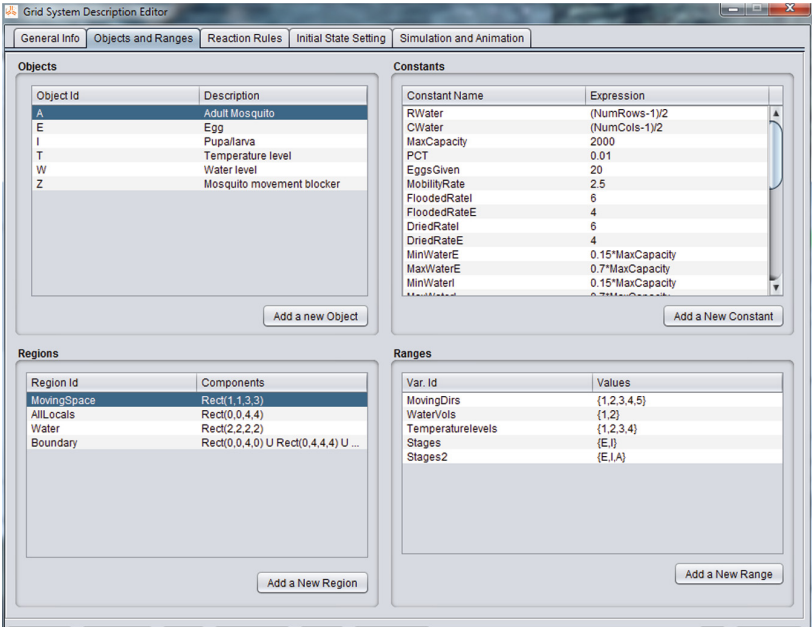 Grid System Description Editor
General Info Objects and Ranges Reaction Rules Initial State Setting Simulation and Animation
Objects
Object Id Description
A Adult Mosquito
E Egg
I Pupa/larva
T Temperature level
W Water level
Z Mosquito movement blocker
Add a new Object
Constants
Constant Name Expression
RWater (NumRows-1)/2
CWater (NumCols-1)/2
MaxCapacity 2000
PCT 0.01
EggsGiven 20
MobilityRate 2.5
FloodedRateI 6
FloodedRateE 4
DriedRateI 6
DriedRateE 4
MinWaterE 0.15*MaxCapacity
MaxWaterE 0.7*MaxCapacity
MinWaterI 0.15*MaxCapacity
MaxWaterI 0.7*MaxCapacity
Add a New Constant
Regions
Region Id Components
MovingSpace Rect(1,1,3,3)
AllLocals Rect(0,0,4,4)
Water Rect(2,2,2,2)
Boundary Rect(0,0,4,0) U Rect(0,4,4,4) U ...
Add a New Region
Ranges
Var. Id Values
MovingDirs {1,2,3,4,5}
WaterVols {1,2}
Temperaturelevels {1,2,3,4}
Stages {E,I}
Stages2 {E,I,A}
Add a New Range